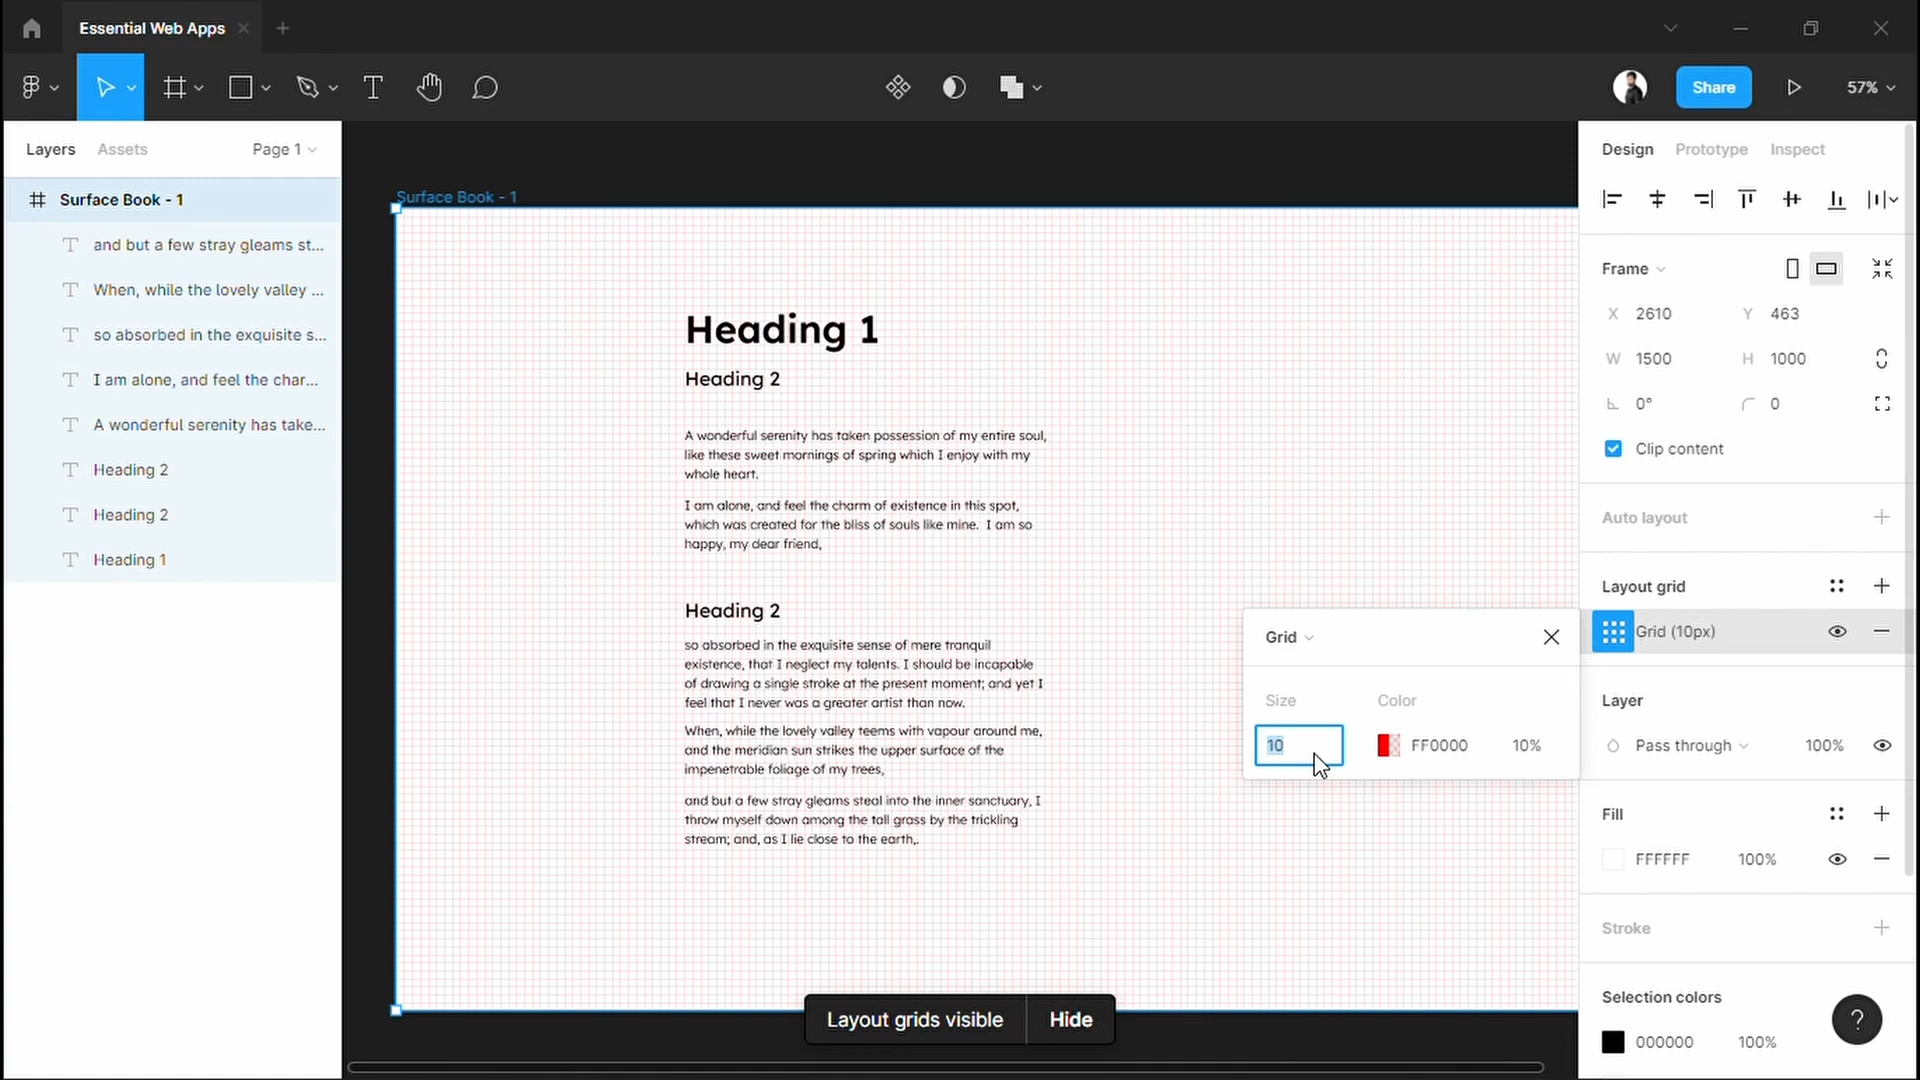 Essential Web Apps
Share
57%
Layers
Assets
Page 1
Surface Book - 1
and but a few stray gleams st...
When, while the lovely valley ...
so absorbed in the exquisite s...
I am alone, and feel the char...
A wonderful serenity has take...
Heading 2
Heading 2
Heading 1
Surface Book - 1
Heading 1
Heading 2
A wonderful serenity has taken possession of my entire soul,
like these sweet mornings of spring which I enjoy with my
whole heart.
I am alone, and feel the charm of existence in this spot,
which was created for the bliss of souls like mine. I am so
happy, my dear friend,
Heading 2
so absorbed in the exquisite sense of mere tranquil
existence, that I neglect my talents. I should be incapable
of drawing a single stroke at the present moment; and yet I
feel that I never was a greater artist than now.
When, while the lovely valley teems with vapour around me,
and the meridian sun strikes the upper surface of the
impenetrable foliage of my trees,
and but a few stray gleams steal into the inner sanctuary, I
throw myself down among the tall grass by the trickling
stream; and, as I lie close to the earth,.
Layout grids visible
Hide
Grid
Size
Color
10
FF0000
10%
Design
Prototype
Inspect
Frame
X 2610
Y 463
W 1500
H 1000
0°
0
Clip content
Auto layout
Layout grid
Grid (10px)
Layer
Pass through
100%
Fill
FFFFFF
100%
Stroke
Selection colors
000000
100%
?